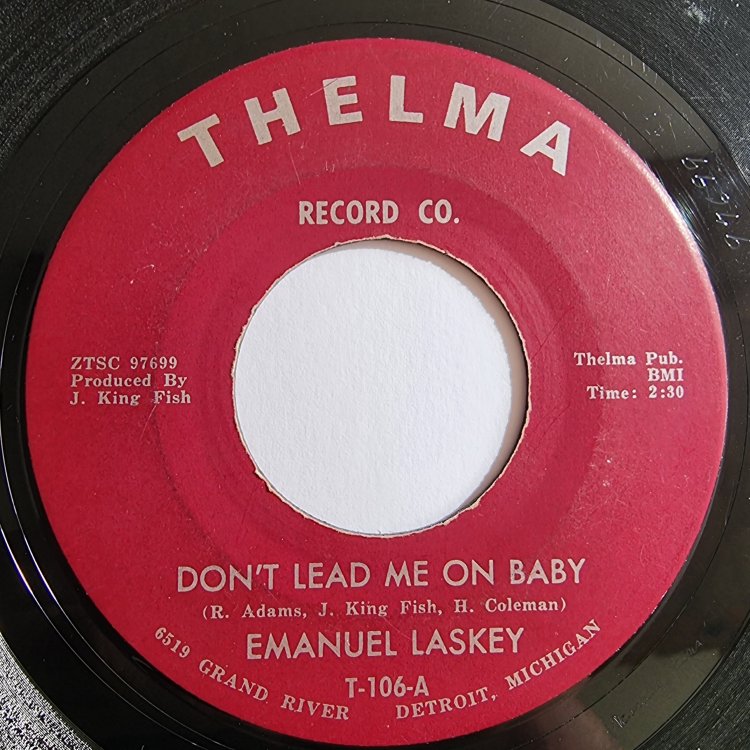 THELMA
RECORD CO.
ZTSC 97699
Produced By
J. King Fish
Thelma Pub.
BMI
Time: 2:30
DON'T LEAD ME ON BABY
(R. Adams, J. King Fish, H. Coleman)
EMANUEL LASKEY
T-106-A
6519 GRAND RIVER DETROIT, MICHIGAN